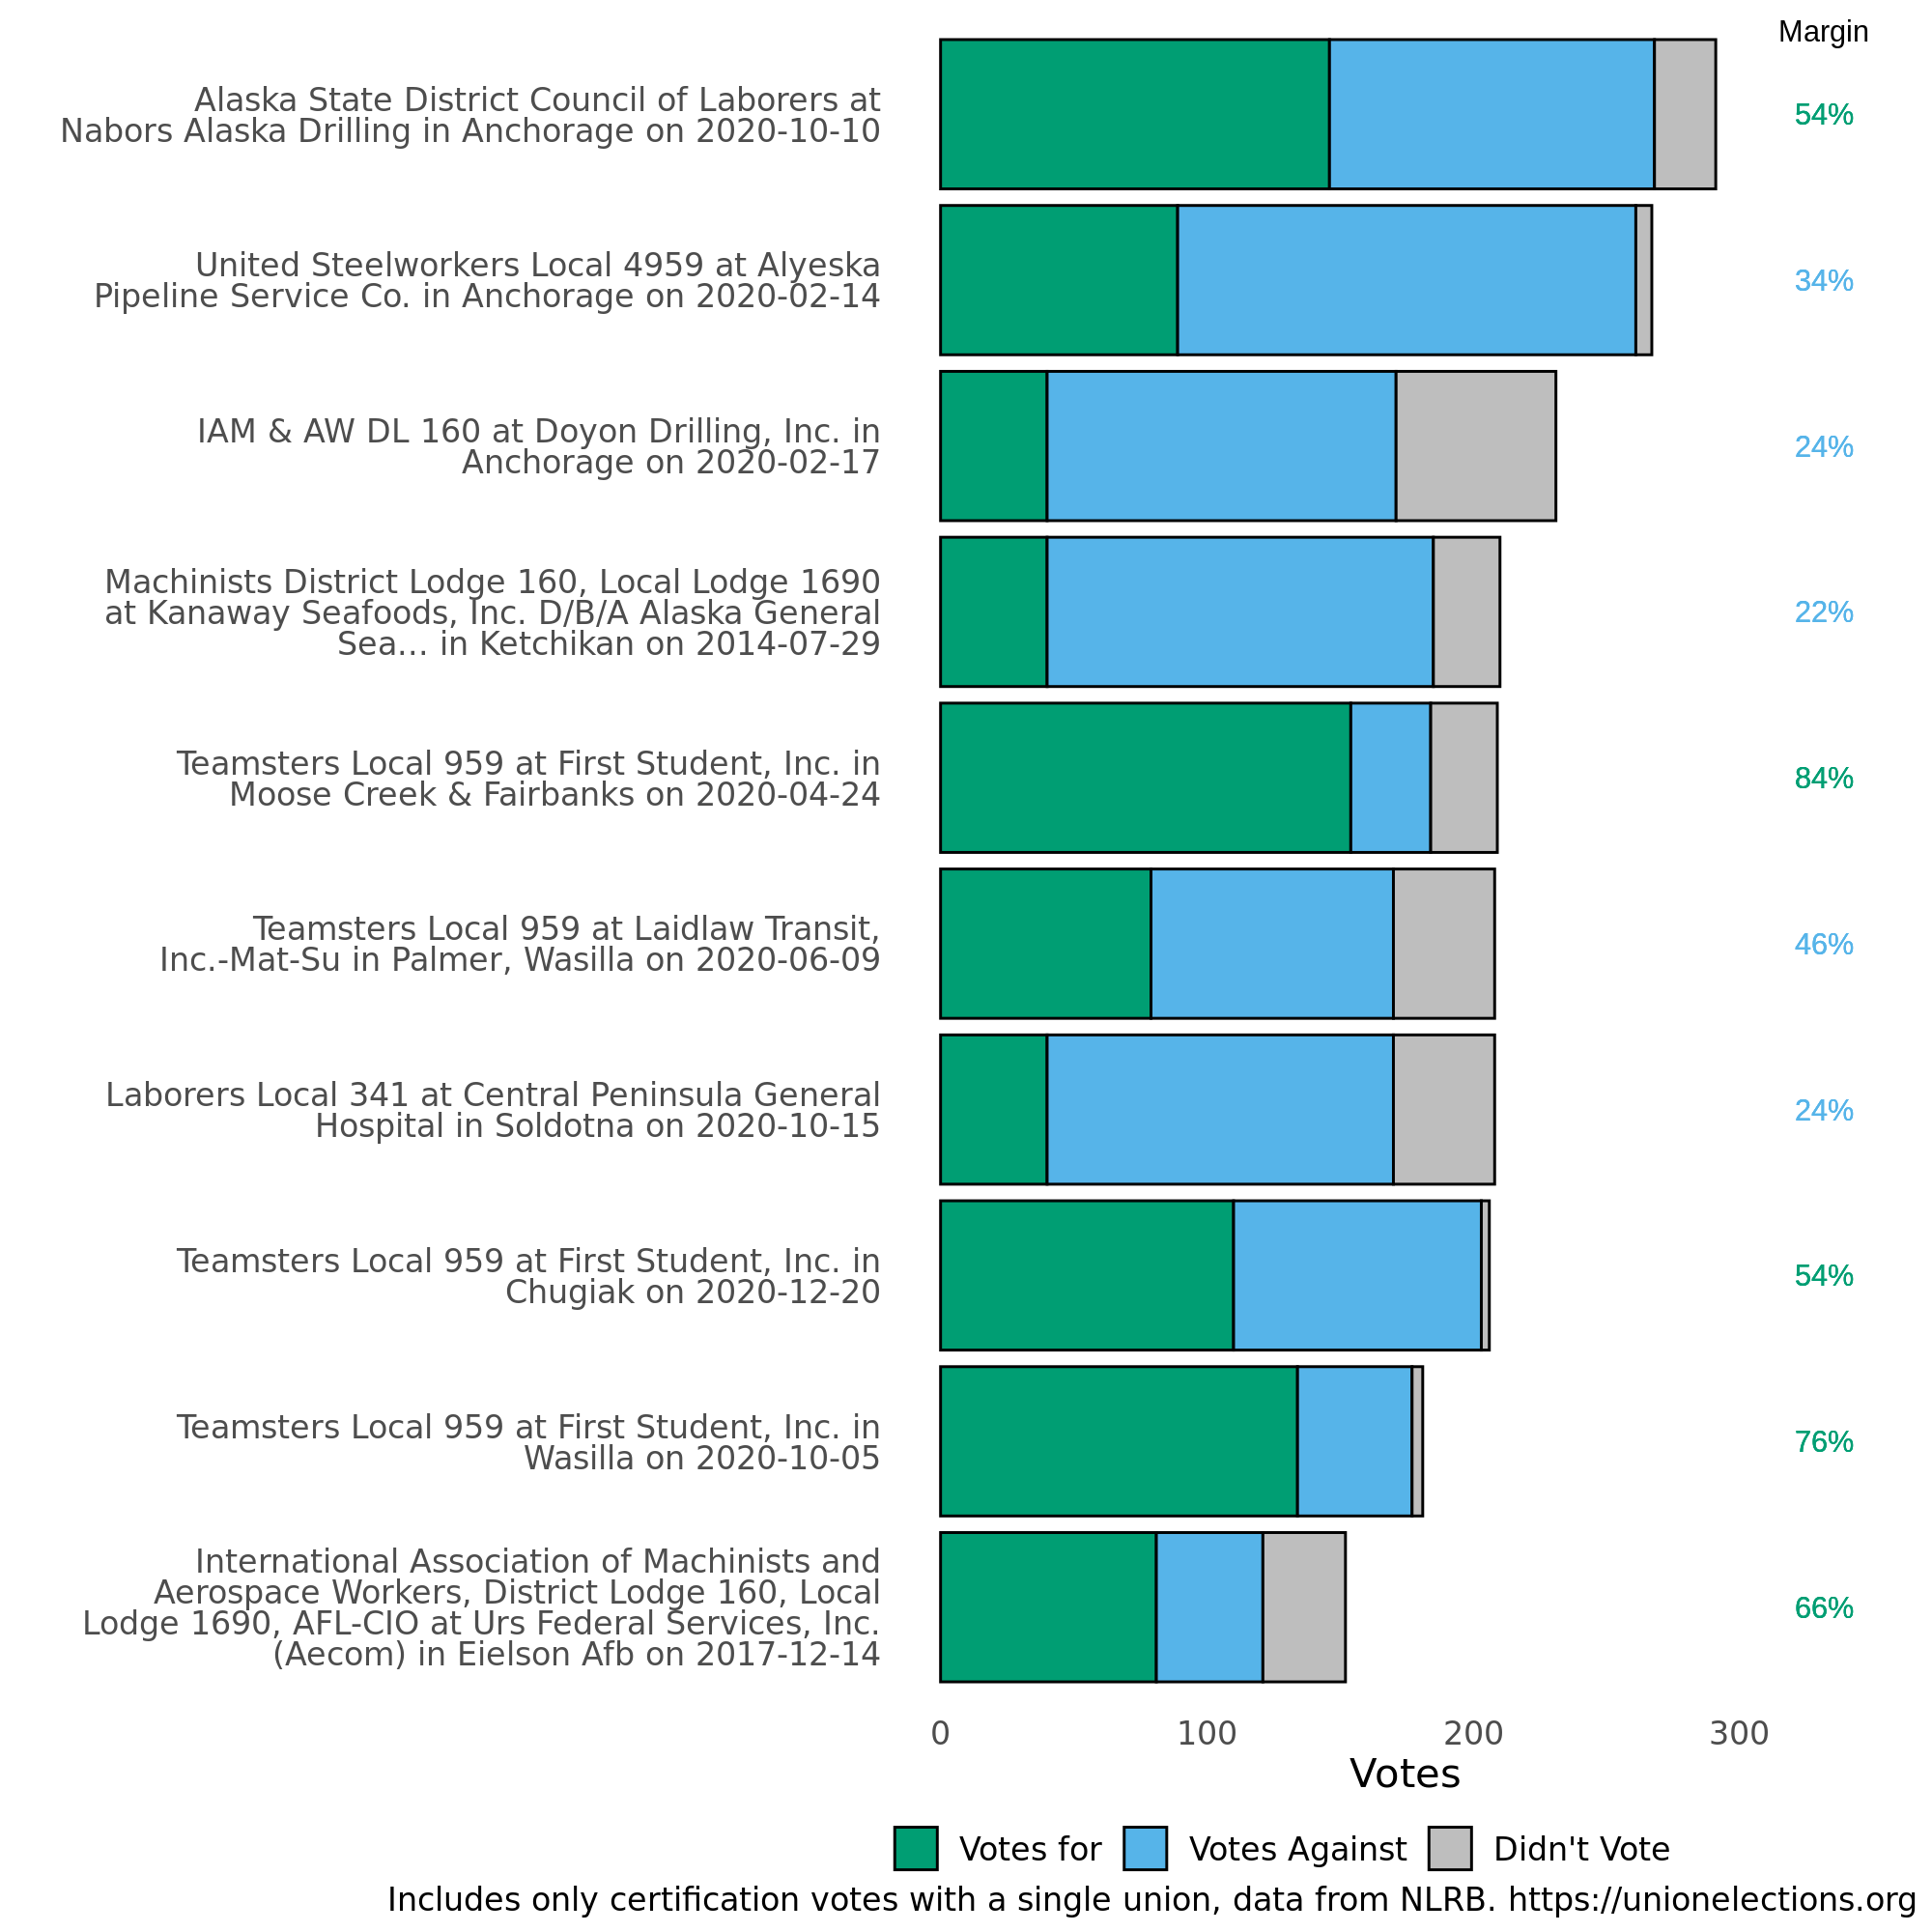 Margin
Alaska State District Council of Laborers at
Nabors Alaska Drilling in Anchorage on 2020-10-10
54%
United Steelworkers Local 4959 at Alyeska
Pipeline Service Co. in Anchorage on 2020-02-14
34%
IAM & AW DL 160 at Doyon Drilling, Inc. in
Anchorage on 2020-02-17
24%
Machinists District Lodge 160, Local Lodge 1690
at Kanaway Seafoods, Inc. D/B/A Alaska General
Sea... in Ketchikan on 2014-07-29
22%
Teamsters Local 959 at First Student, Inc. in
Moose Creek & Fairbanks on 2020-04-24
84%
Teamsters Local 959 at Laidlaw Transit,
Inc.-Mat-Su in Palmer, Wasilla on 2020-06-09
46%
Laborers Local 341 at Central Peninsula General
Hospital in Soldotna on 2020-10-15
24%
Teamsters Local 959 at First Student, Inc. in
Chugiak on 2020-12-20
54%
Teamsters Local 959 at First Student, Inc. in
Wasilla on 2020-10-05
76%
International Association of Machinists and
Aerospace Workers, District Lodge 160, Local
Lodge 1690, AFL-CIO at Urs Federal Services, Inc.
(Aecom) in Eielson Afb on 2017-12-14
66%
0 100 200 300
Votes
Votes for Votes Against Didn't Vote
Includes only certification votes with a single union, data from NLRB. https://unionelections.org